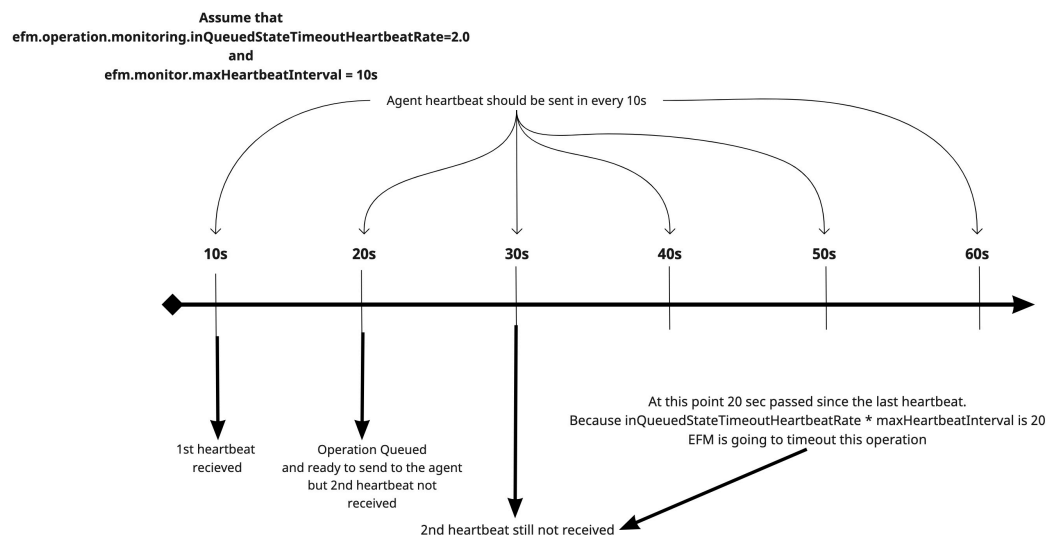 Assume that
efm.operation.monitoring.inQueuedStateTimeoutHeartbeatRate=2.0
and
efm.monitor.maxHeartbeatInterval = 10s
Agent heartbeat should be sent in every 10s
10s
20s
30s
40s
50s
60s
1st heartbeat
recieved
Operation Queued
and ready to send to the agent
but 2nd heartbeat not
received
At this point 20 sec passed since the last heartbeat.
Because inQueuedStateTimeoutHeartbeatRate * maxHeartbeatInterval is 20
EFM is going to timeout this operation
2nd heartbeat still not received